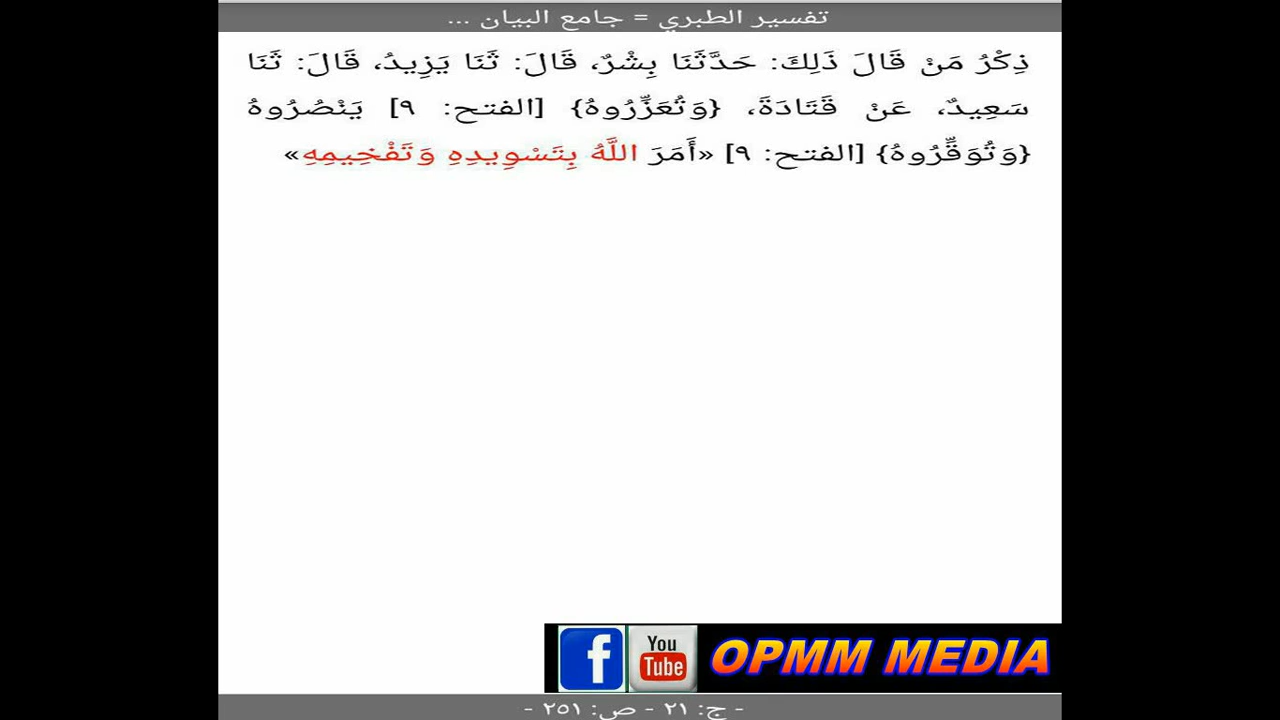 تفسير الطبري = جامع البيان ...
ذِكْرُ مَنْ قَالَ ذَلِكَ: حَدَّثَنَا بِشْرٌ، قَالَ: ثَنَا يَزِيدُ، قَالَ: ثَنَا
سَعِيدٌ، عَنْ قَتَادَةَ، {وَتُعَزِّرُوهُ} [الفتح: ٩] يَنْصُرُوهُ
{وَتُوَقِّرُوهُ} [الفتح: ٩] «أَمَرَ اللَّهُ بِتَسْوِيدِهِ وَتَفْخِيمِهِ»
f You Tube OPMM MEDIA
- ج: ٢١ - ص: ٢٥١ -